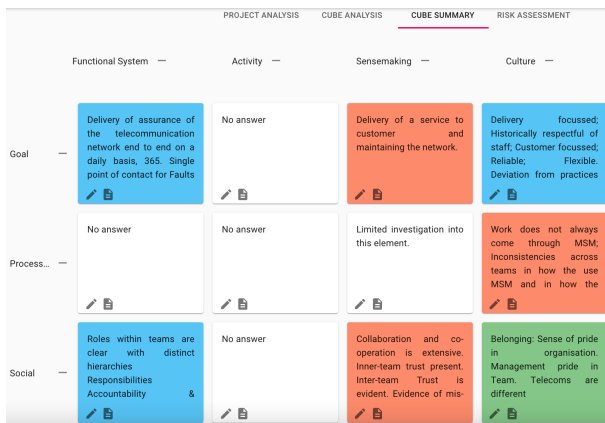 PROJECT ANALYSIS CUBE ANALYSIS CUBE SUMMARY RISK ASSESSMENT
Functional System Activity Sensemaking Culture
Goal
Delivery of assurance of
the telecommunication
network end to end on a
daily basis, 365. Single
point of contact for Faults
No answer
Delivery of a service to
customer and
maintaining the network.
Delivery focussed;
Historically respectful of
staff; Customer focussed;
Reliable; Flexible.
Deviation from practices
Process...
No answer
No answer
Limited investigation into
this element.
Work does not always
come through MSM;
Inconsistencies across
teams in how the use
MSM and in how the
Social
Roles within teams are
clear with distinct
hierarchies
Responsibilities
Accountability &
No answer
Collaboration and co-
operation is extensive.
Inner-team trust present.
Inter-team Trust is
evident. Evidence of mis-
Belonging: Sense of pride
in organisation.
Management pride in
Team. Telecoms are
different